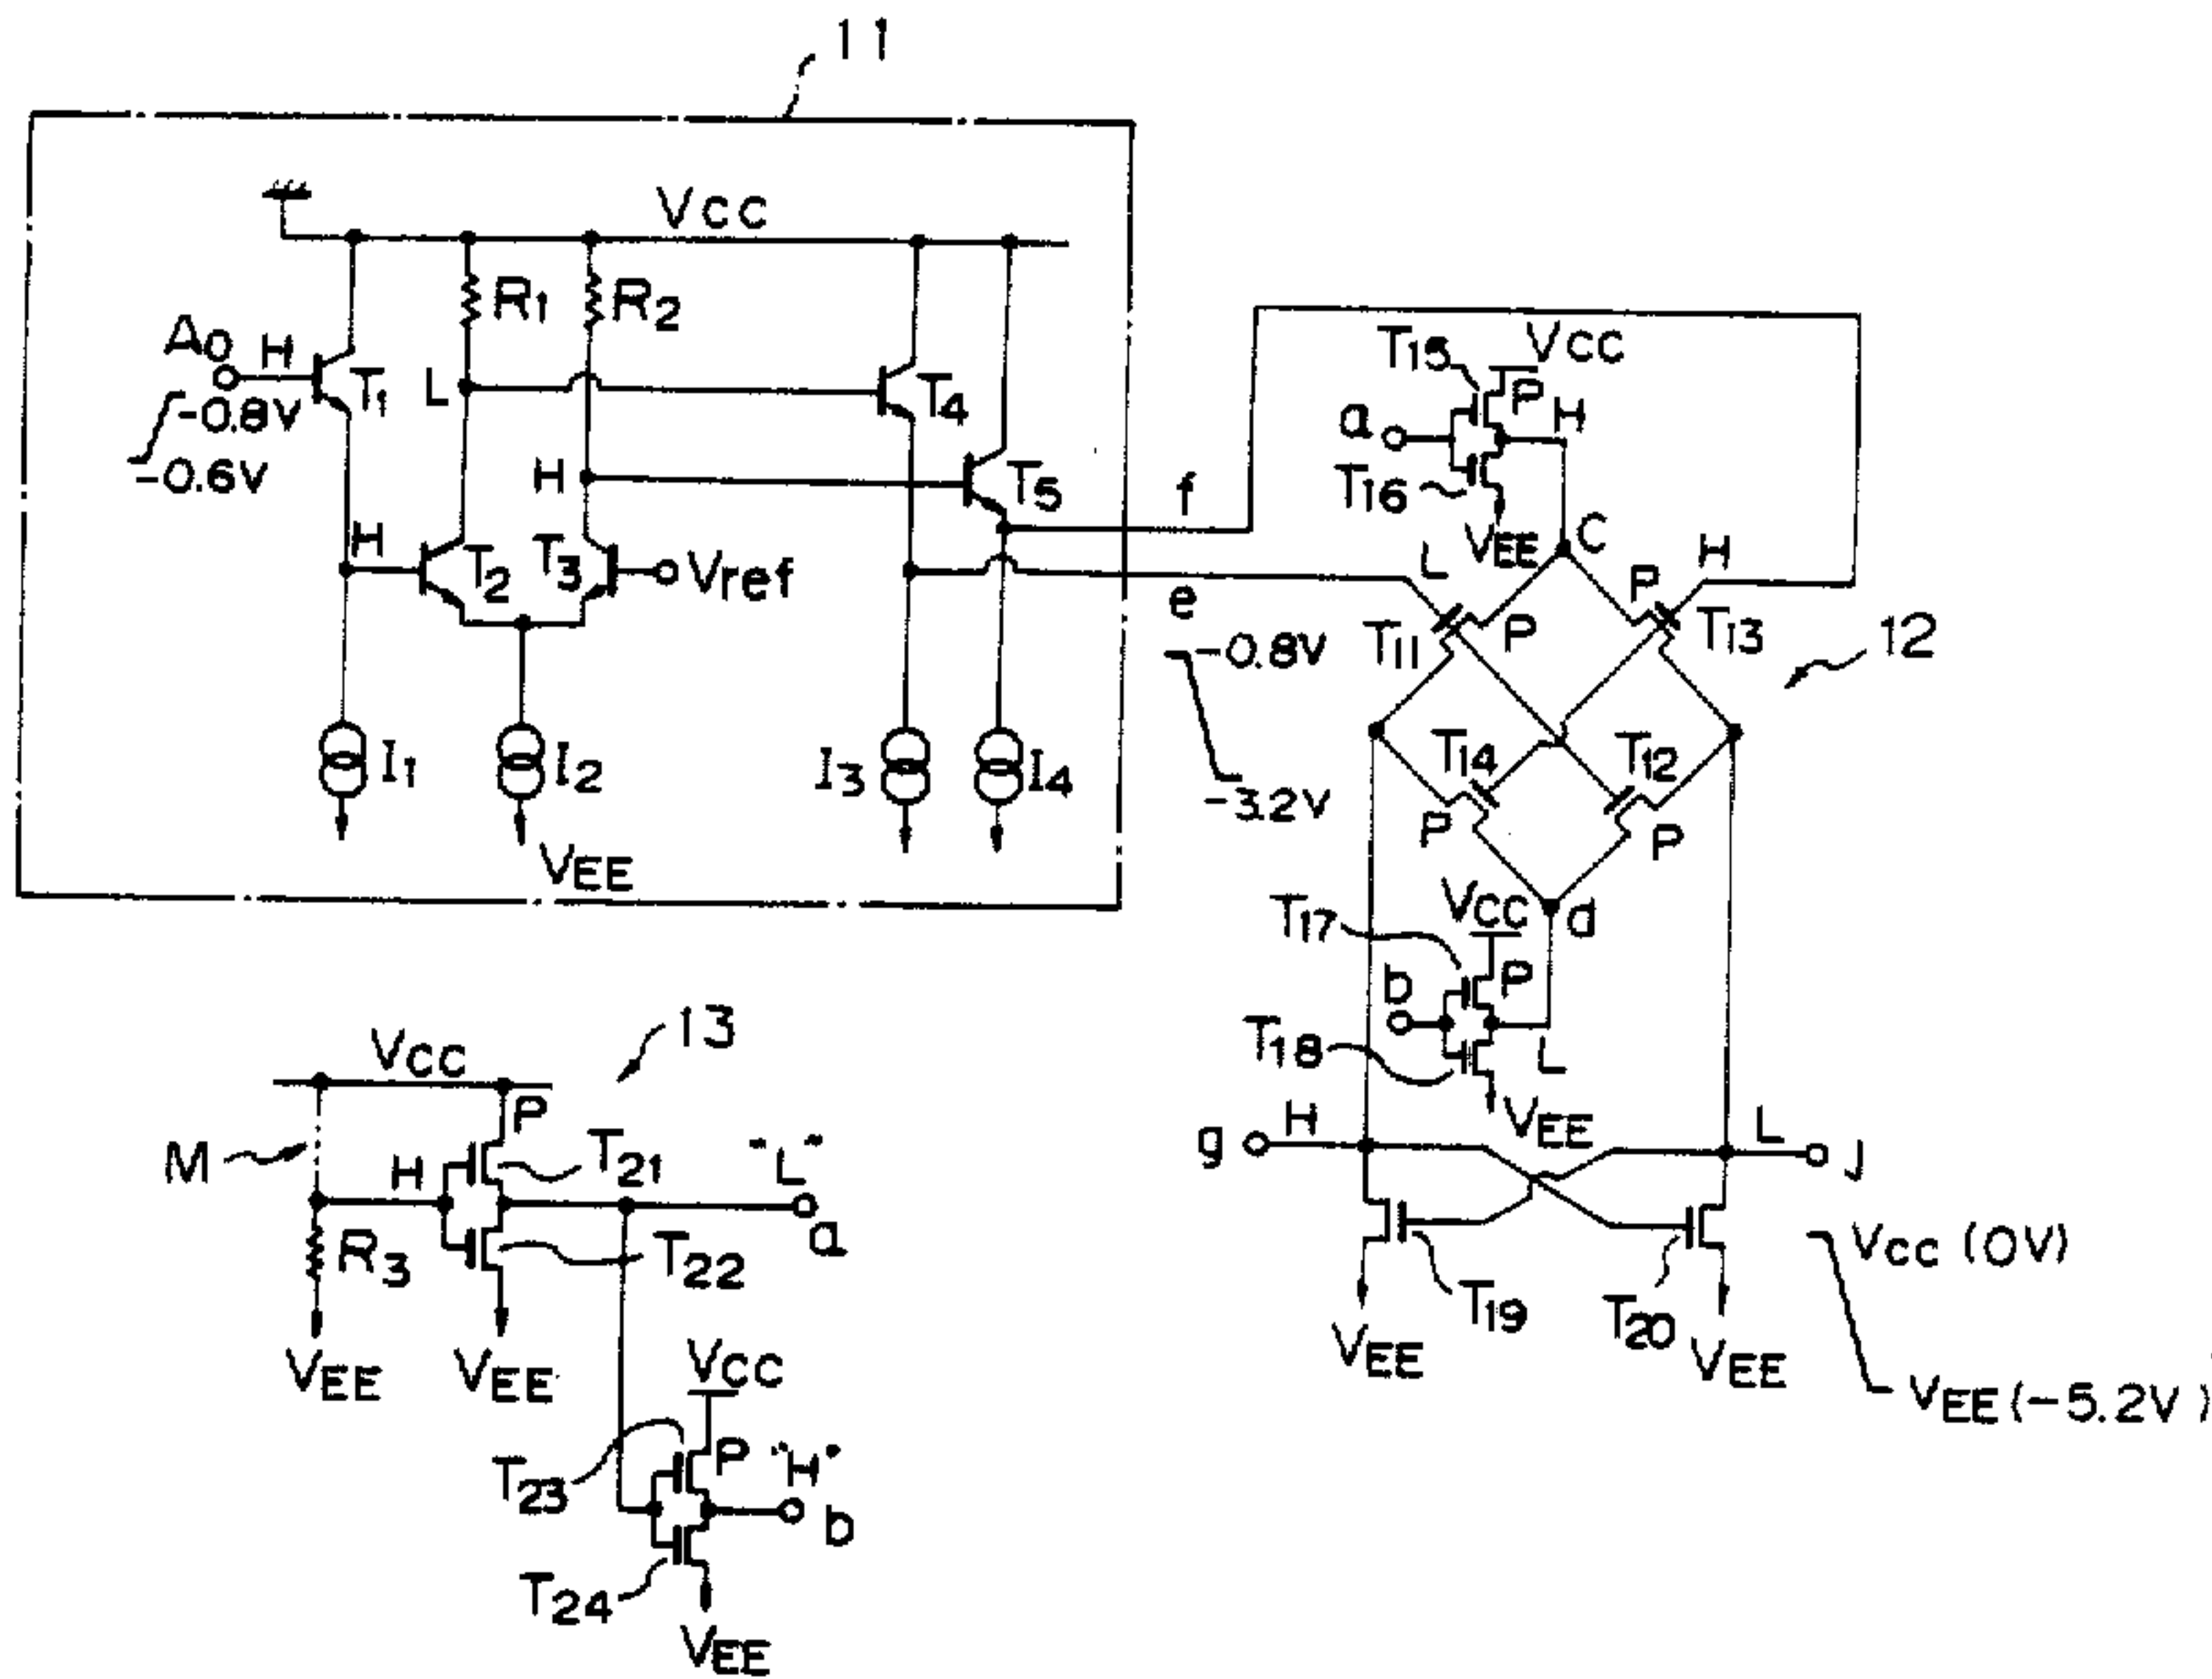 11
VCC
R1
R2
A0
H
T1
L
T4
-0.8V
-0.6V
H
T5
H
T2
T3
Vref
I1
I2
I3
I4
VEE
f
e
-0.8V
-3.2V
T15
VCC
P
H
a
T16
VEE
C
L
P
P
H
T11
T13
12
T14
T12
P
P
VCC
d
T17
P
b
T18
L
VEE
g
H
L
J
T19
T20
VEE
VEE
VCC (0V)
VEE (-5.2V)
13
VCC
P
M
H
T21
"L"
a
R3
T22
VEE
VEE
VCC
T23
P
"H"
b
T24
VEE